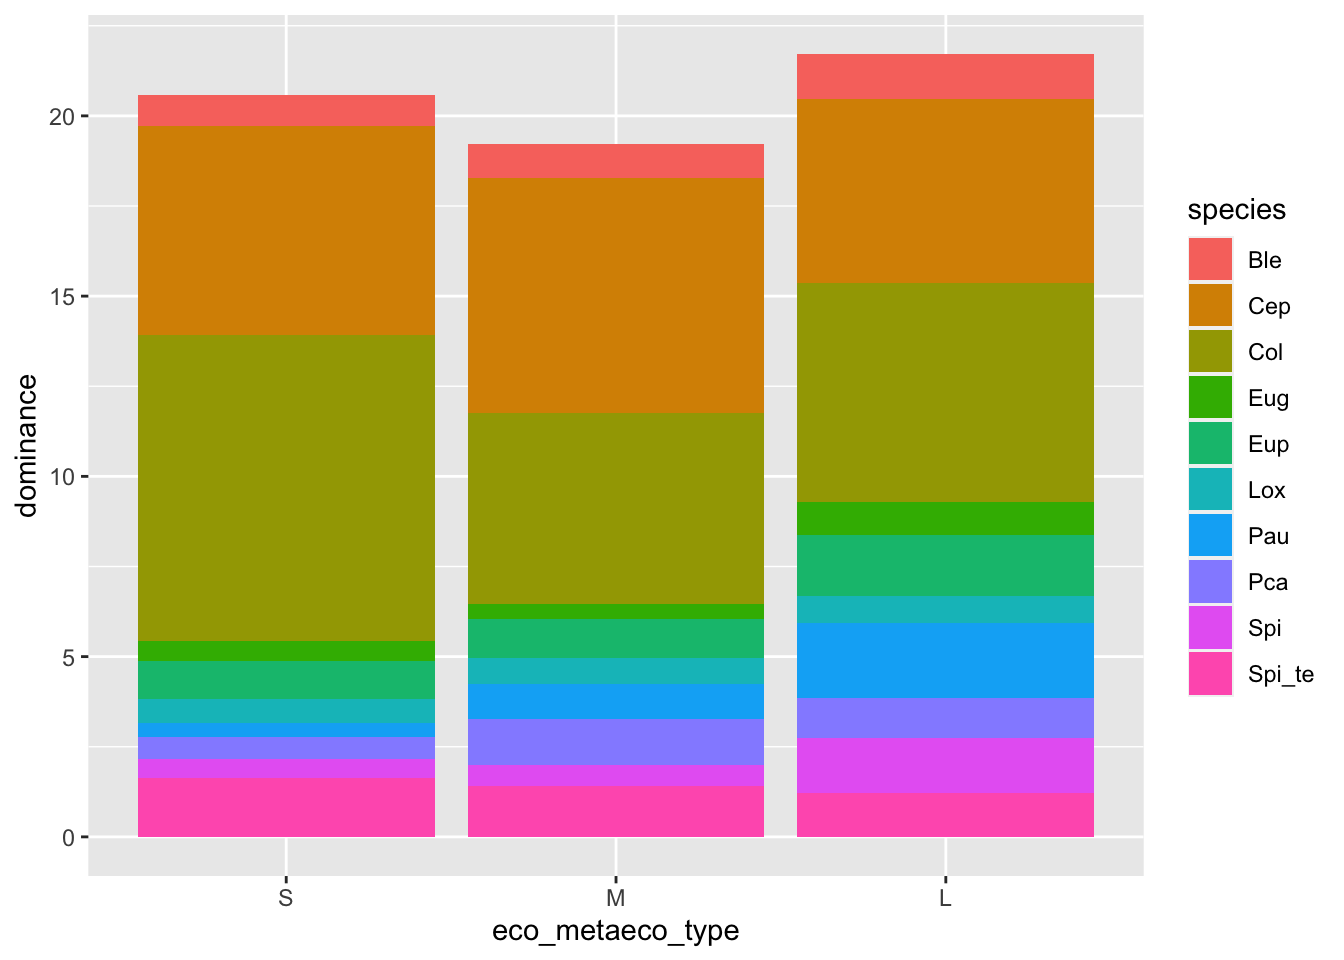 20
15
10
5
0
dominance
S M L
eco_metaeco_type
species
Ble
Cep
Col
Eug
Eup
Lox
Pau
Pca
Spi
Spi_te